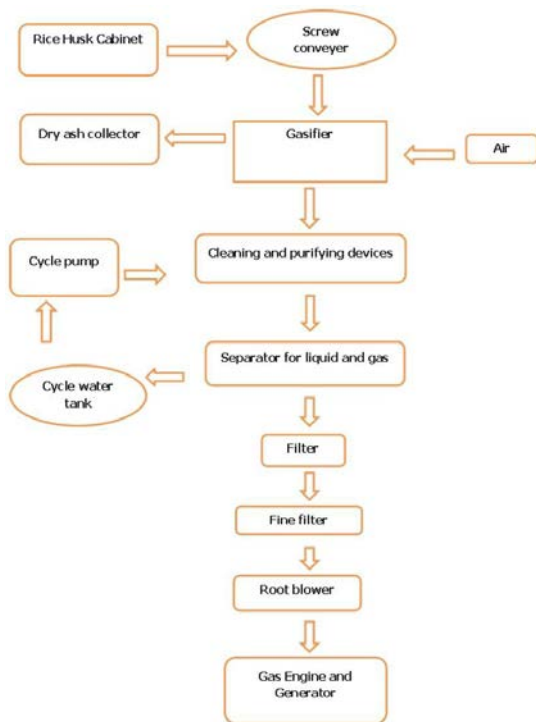 Rice Husk Cabinet
Screw
conveyer
Dry ash collector
Gasifier
Air
Cycle pump
Cleaning and purifying devices
Separator for liquid and gas
Cycle water
tank
Filter
Fine filter
Root blower
Gas Engine and
Generator